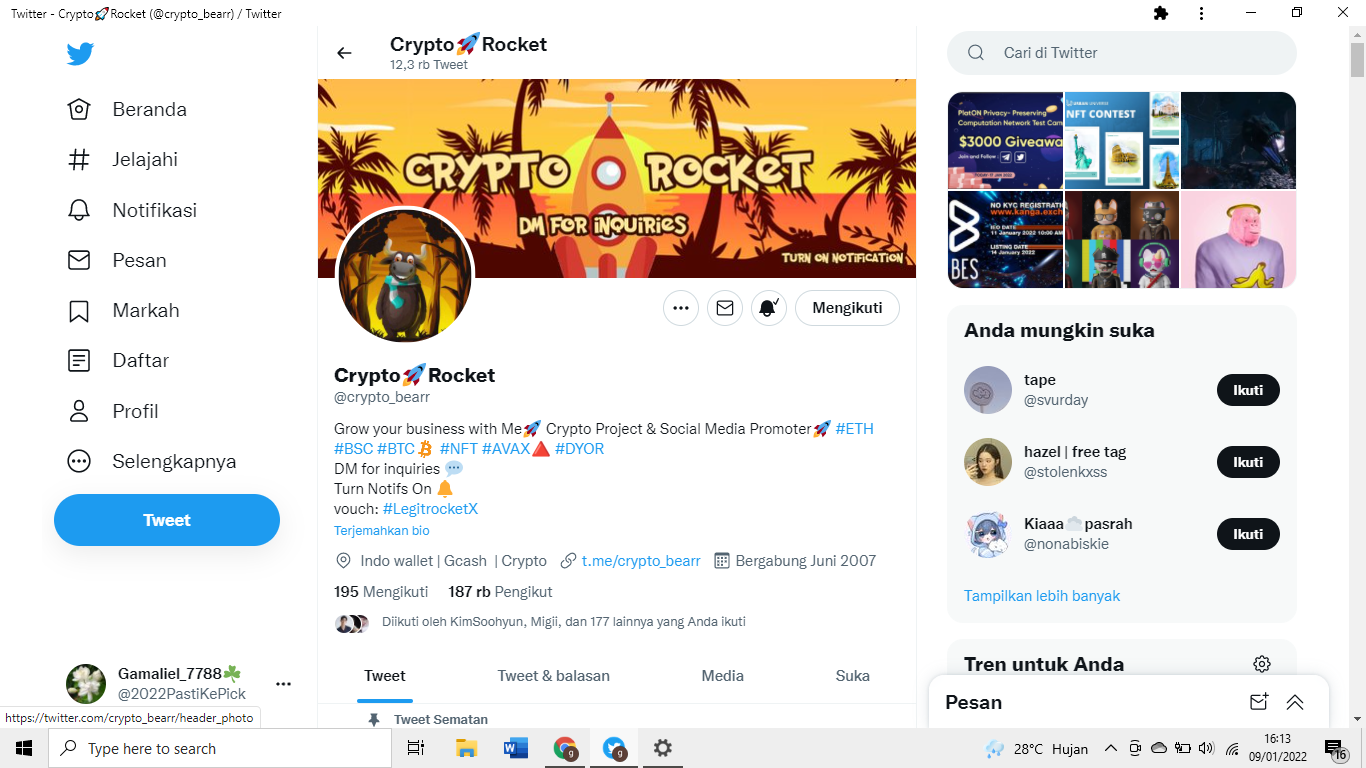 Twitter - Crypto🚀Rocket (@crypto_bearr) / Twitter
Beranda
Jelajahi
Notifikasi
Pesan
Markah
Daftar
Profil
Selengkapnya
Tweet
Gamaliel_7788☘️
@2022PastiKePick
https://twitter.com/crypto_bearr/header_photo
Crypto🚀Rocket
12,3 rb Tweet
CRYPTO ROCKET
DM FOR INQUIRIES
TURN ON NOTIFICATION
Mengikuti
Crypto🚀Rocket
@crypto_bearr
Grow your business with Me🚀 Crypto Project & Social Media Promoter🚀 #ETH
#BSC #BTC #NFT #AVAX🔺 #DYOR
DM for inquiries 💬
Turn Notifs On 🔔
vouch: #LegitrocketX
Terjemahkan bio
Indo wallet | Gcash | Crypto t.me/crypto_bearr Bergabung Juni 2007
195 Mengikuti 187 rb Pengikut
Diikuti oleh KimSoohyun, Migii, dan 177 lainnya yang Anda ikuti
Tweet Tweet & balasan Media Suka
Tweet Sematan
Cari di Twitter
PlatON Privacy- Preserving
Computation Network Test Cam
$3000 Giveawa
Join and Follow :
NFT CONTEST
NO KYC REGISTRATI
www.kanga.exch
IEO DATE
11 January 2022 10:00 AM
LISTING DATE
14 January 2022
BES
Anda mungkin suka
tape
@svurday
Ikuti
hazel | free tag
@stolenkxss
Ikuti
Kiaaa☁️pasrah
@nonabiskie
Ikuti
Tampilkan lebih banyak
Tren untuk Anda
Pesan
Type here to search
28°C Hujan
16:13
09/01/2022
16